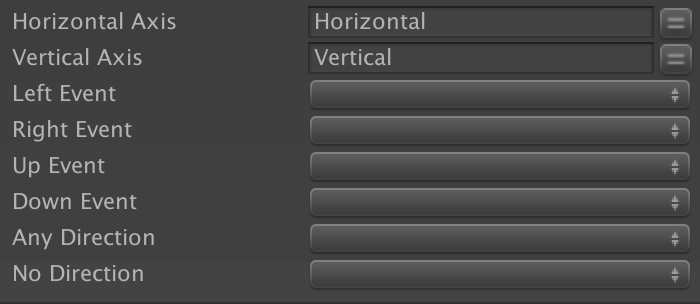 Horizontal Axis Horizontal
Vertical Axis Vertical
Left Event
Right Event
Up Event
Down Event
Any Direction
No Direction